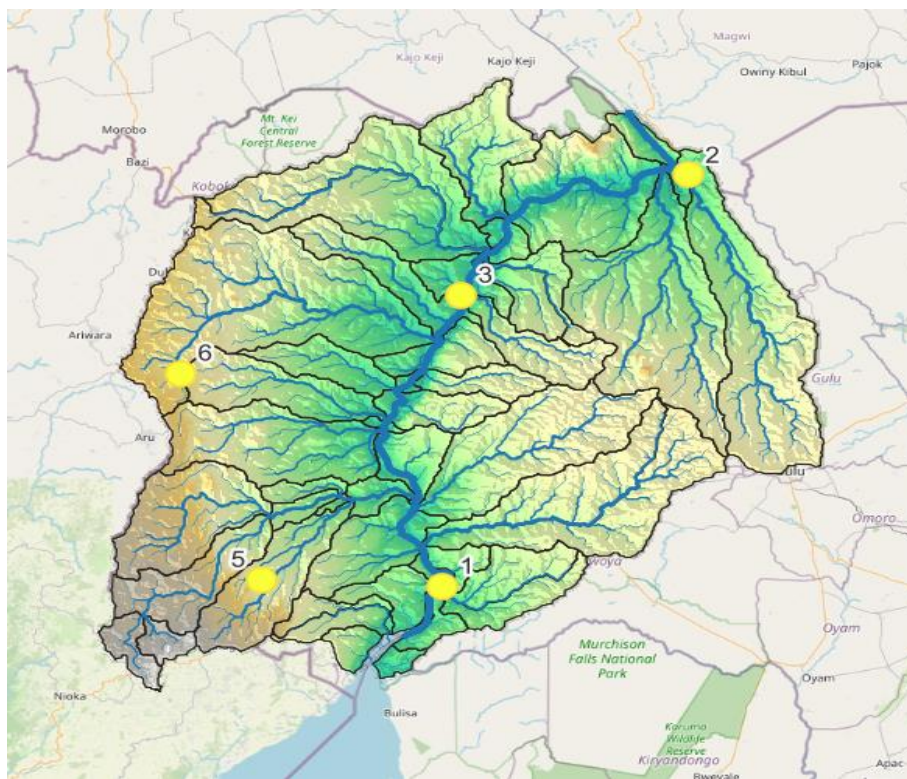 Magwi
Kajo Keji
Kajo Keji
Owiny Kibul
Pajok
Morobo
Mt. Kei
Central
Forest Reserve
Bazi
2
3
Ariwara
6
Gulu
Aru
Omoro
5
1
Murchison
Falls National
Park
Oyam
Oyam
Nioka
Bulisa
Karuma
Wildlife
Reserve
Kiryandongo
Apac